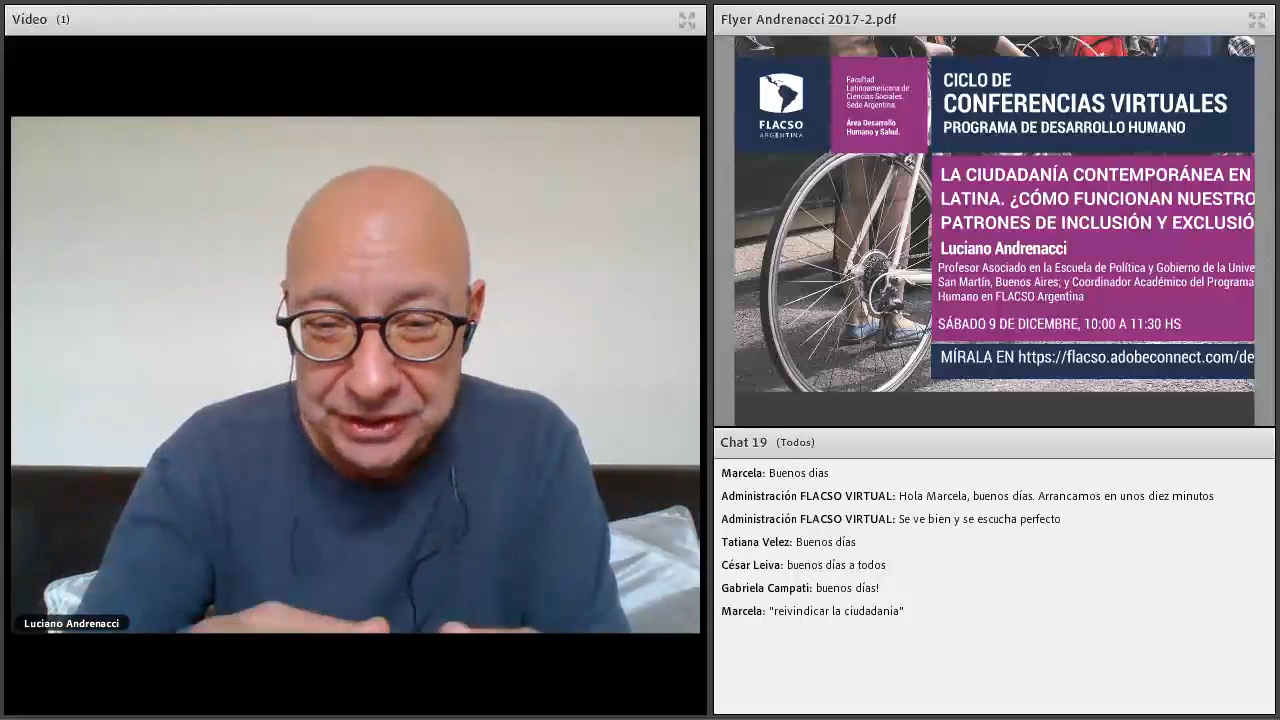 Vídeo (1)
Luciano Andrenacci
Flyer Andrenacci 2017-2.pdf
FLACSO
ARGENTINA
Facultad
Latinoamericana de
Ciencias Sociales.
Sede Argentina.
Área Desarrollo
Humano y Salud.
CICLO DE
CONFERENCIAS VIRTUALES
PROGRAMA DE DESARROLLO HUMANO
LA CIUDADANÍA CONTEMPORÁNEA EN
LATINA. ¿CÓMO FUNCIONAN NUESTRO
PATRONES DE INCLUSIÓN Y EXCLUSIÓ
Luciano Andrenacci
Profesor Asociado en la Escuela de Política y Gobierno de la Unive
San Martín, Buenos Aires; y Coordinador Académico del Programa
Humano en FLACSO Argentina
SÁBADO 9 DE DICIEMBRE, 10:00 A 11:30 HS
MÍRALA EN https://flacso.adobeconnect.com/de
Chat 19 (Todos)
Marcela: Buenos dias
Administración FLACSO VIRTUAL: Hola Marcela, buenos días. Arrancamos en unos diez minutos
Administración FLACSO VIRTUAL: Se ve bien y se escucha perfecto
Tatiana Velez: Buenos días
César Leiva: buenos días a todos
Gabriela Campati: buenos días!
Marcela: "reivindicar la ciudadania"